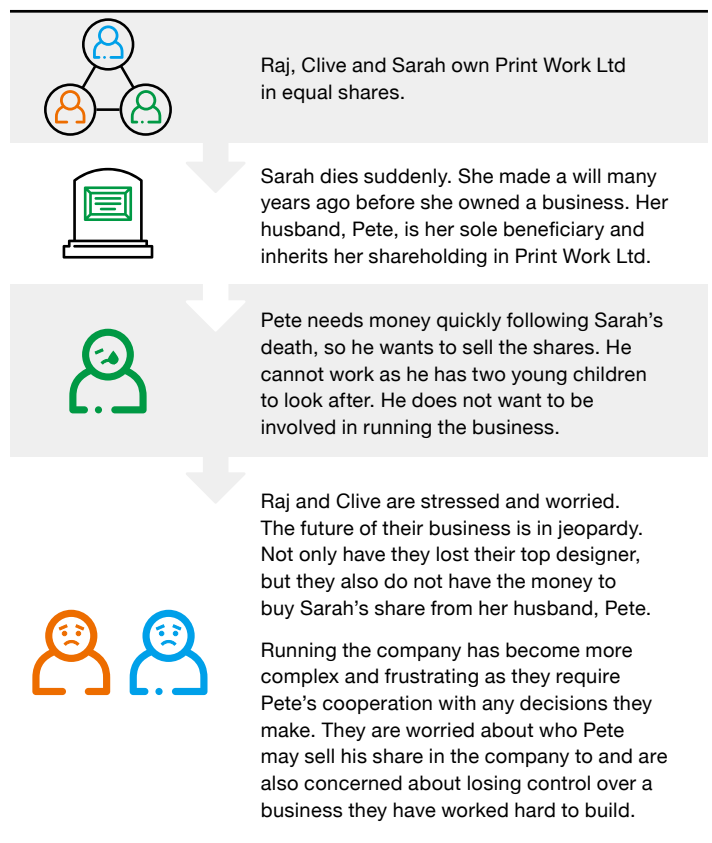 Raj, Clive and Sarah own Print Work Ltd
in equal shares.
Sarah dies suddenly. She made a will many
years ago before she owned a business. Her
husband, Pete, is her sole beneficiary and
inherits her shareholding in Print Work Ltd.
Pete needs money quickly following Sarah’s
death, so he wants to sell the shares. He
cannot work as he has two young children
to look after. He does not want to be
involved in running the business.
Raj and Clive are stressed and worried.
The future of their business is in jeopardy.
Not only have they lost their top designer,
but they also do not have the money to
buy Sarah’s share from her husband, Pete.
Running the company has become more
complex and frustrating as they require
Pete’s cooperation with any decisions they
make. They are worried about who Pete
may sell his share in the company to and are
also concerned about losing control over a
business they have worked hard to build.